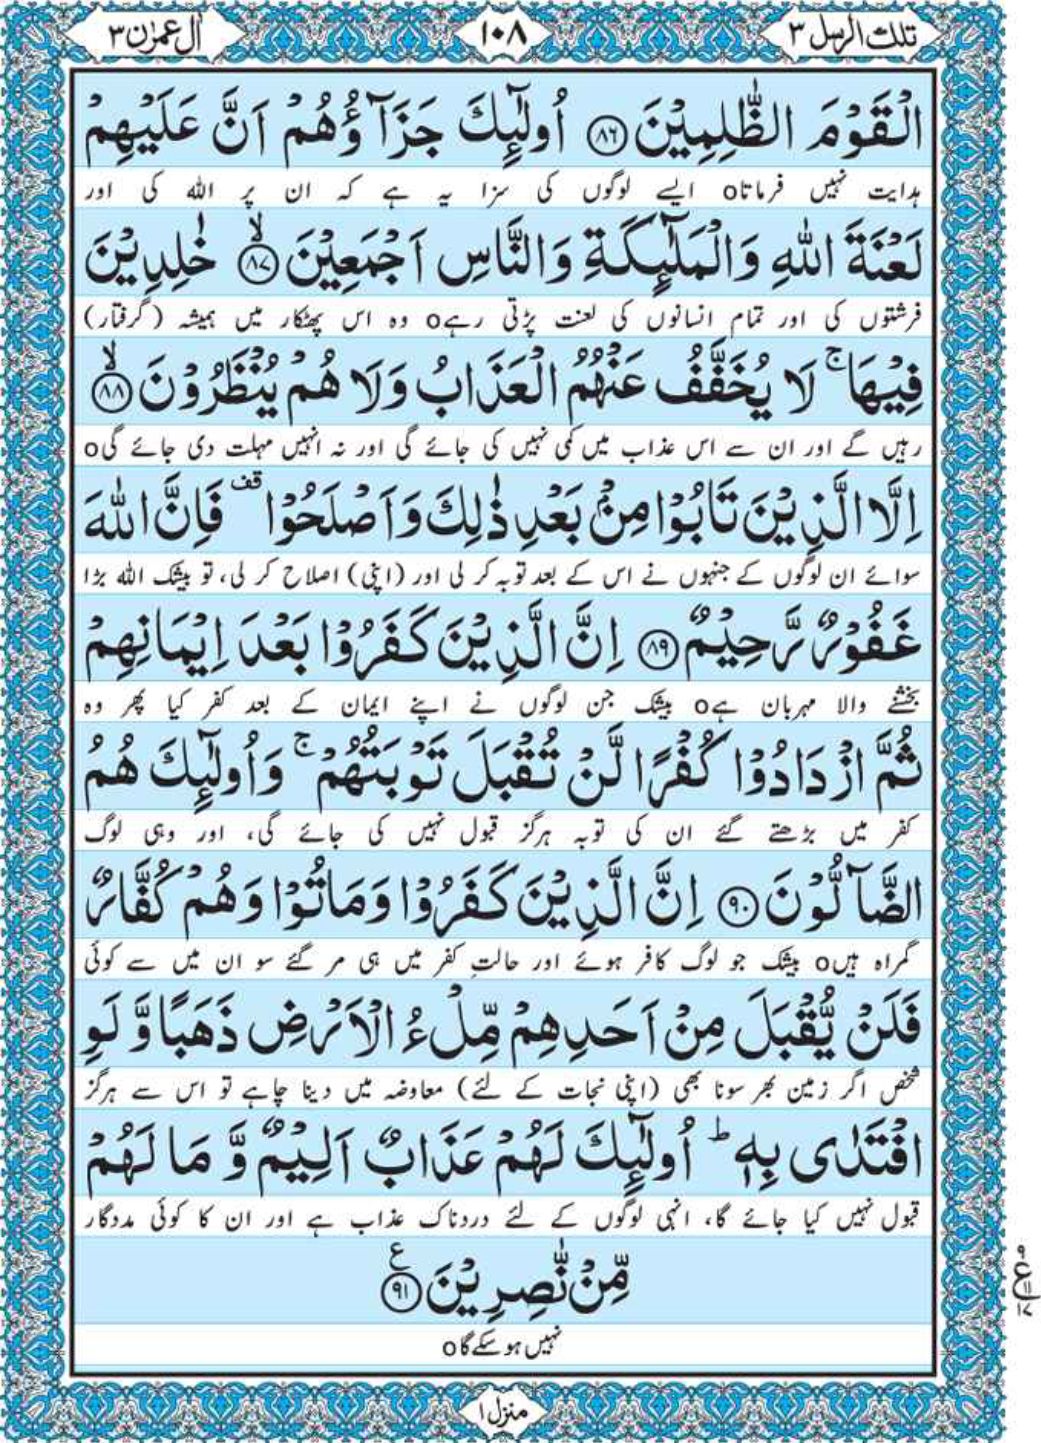 تلك الرسل ٣
١٠٨
اٰل عمرٰن ٣
الْقَوْمَ الظّٰلِمِيْنَ ﴿٨٦﴾ اُولٰٓئِكَ جَزَآؤُهُمْ اَنَّ عَلَيْهِمْ
ہدایت نہیں فرماتاo ایسے لوگوں کی سزا یہ ہے کہ ان پر اللہ کی اور
لَعْنَةَ اللّٰهِ وَالْمَلٰٓئِكَةِ وَالنَّاسِ اَجْمَعِيْنَ ﴿٨٧﴾ۙ خٰلِدِيْنَ
فرشتوں کی اور تمام انسانوں کی لعنت پڑتی رہےo وہ اس پھٹکار میں ہمیشہ (گرفتار)
فِيْهَا ۚ لَا يُخَفَّفُ عَنْهُمُ الْعَذَابُ وَلَا هُمْ يُنْظَرُوْنَ ﴿٨٨﴾ۙ
رہیں گے اور ان سے اس عذاب میں کمی نہیں کی جائے گی اور نہ انہیں مہلت دی جائے گیo
اِلَّا الَّذِيْنَ تَابُوْا مِنْۢ بَعْدِ ذٰلِكَ وَاَصْلَحُوْا قف فَاِنَّ اللّٰهَ
سوائے ان لوگوں کے جنہوں نے اس کے بعد توبہ کر لی اور (اپنی) اصلاح کر لی، تو بیشک اللہ بڑا
غَفُوْرٌ رَّحِيْمٌ ﴿٨٩﴾ اِنَّ الَّذِيْنَ كَفَرُوْا بَعْدَ اِيْمَانِهِمْ
بخشنے والا مہربان ہےo بیشک جن لوگوں نے اپنے ایمان کے بعد کفر کیا پھر وہ
ثُمَّ ازْدَادُوْا كُفْرًا لَّنْ تُقْبَلَ تَوْبَتُهُمْ ۚ وَاُولٰٓئِكَ هُمُ
کفر میں بڑھتے گئے ان کی توبہ ہرگز قبول نہیں کی جائے گی، اور وہی لوگ
الضَّآلُّوْنَ ﴿٩٠﴾ اِنَّ الَّذِيْنَ كَفَرُوْا وَمَاتُوْا وَهُمْ كُفَّارٌ
گمراہ ہیںo بیشک جو لوگ کافر ہوئے اور حالتِ کفر میں ہی مر گئے سو ان میں سے کوئی
فَلَنْ يُّقْبَلَ مِنْ اَحَدِهِمْ مِّلْءُ الْاَرْضِ ذَهَبًا وَّلَوِ
شخص اگر زمین بھر سونا بھی (اپنی نجات کے لئے) معاوضہ میں دینا چاہے تو اس سے ہرگز
افْتَدٰى بِهٖ ؕ اُولٰٓئِكَ لَهُمْ عَذَابٌ اَلِيْمٌ وَّمَا لَهُمْ
قبول نہیں کیا جائے گا، انہی لوگوں کے لئے دردناک عذاب ہے اور ان کا کوئی مددگار
مِّنْ نّٰصِرِيْنَ ﴿٩١﴾ ع
نہیں ہو سکے گاo
منزل ١